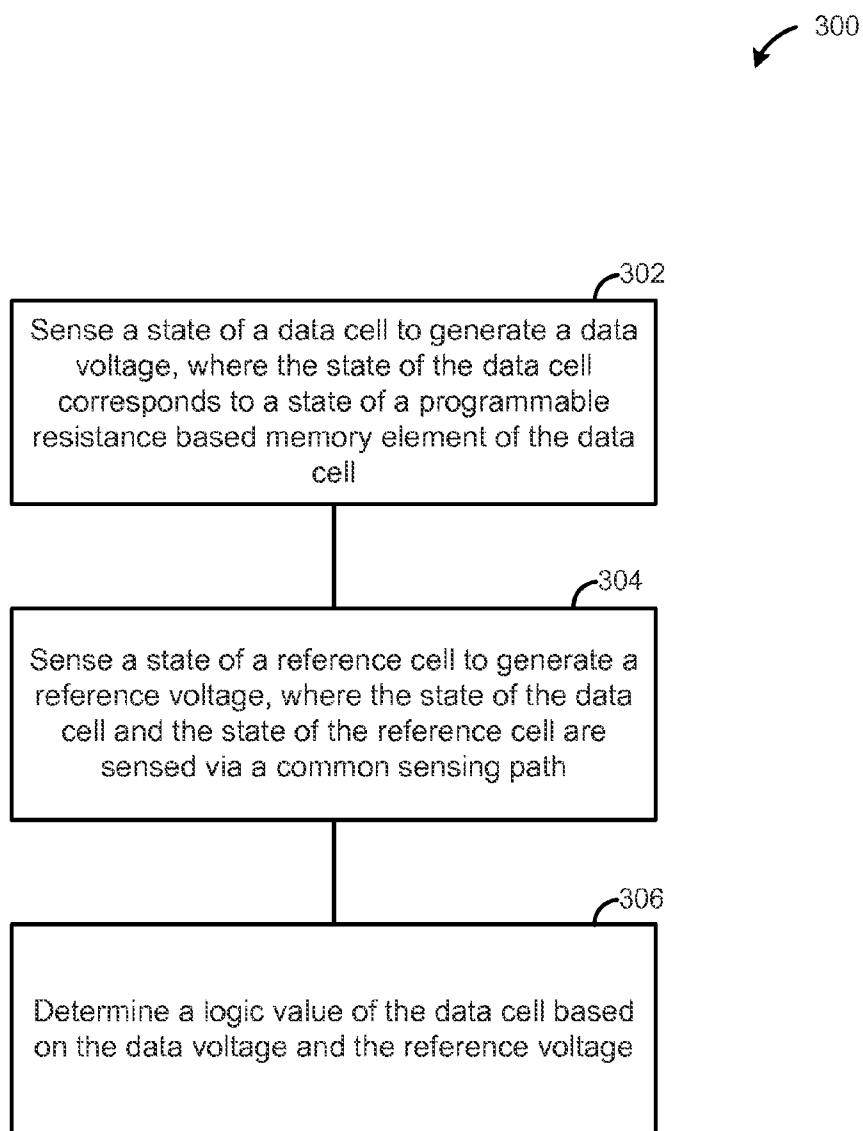 300
302
Sense a state of a data cell to generate a data
voltage, where the state of the data cell
corresponds to a state of a programmable
resistance based memory element of the data
cell
304
Sense a state of a reference cell to generate a
reference voltage, where the state of the data
cell and the state of the reference cell are
sensed via a common sensing path
306
Determine a logic value of the data cell based
on the data voltage and the reference voltage